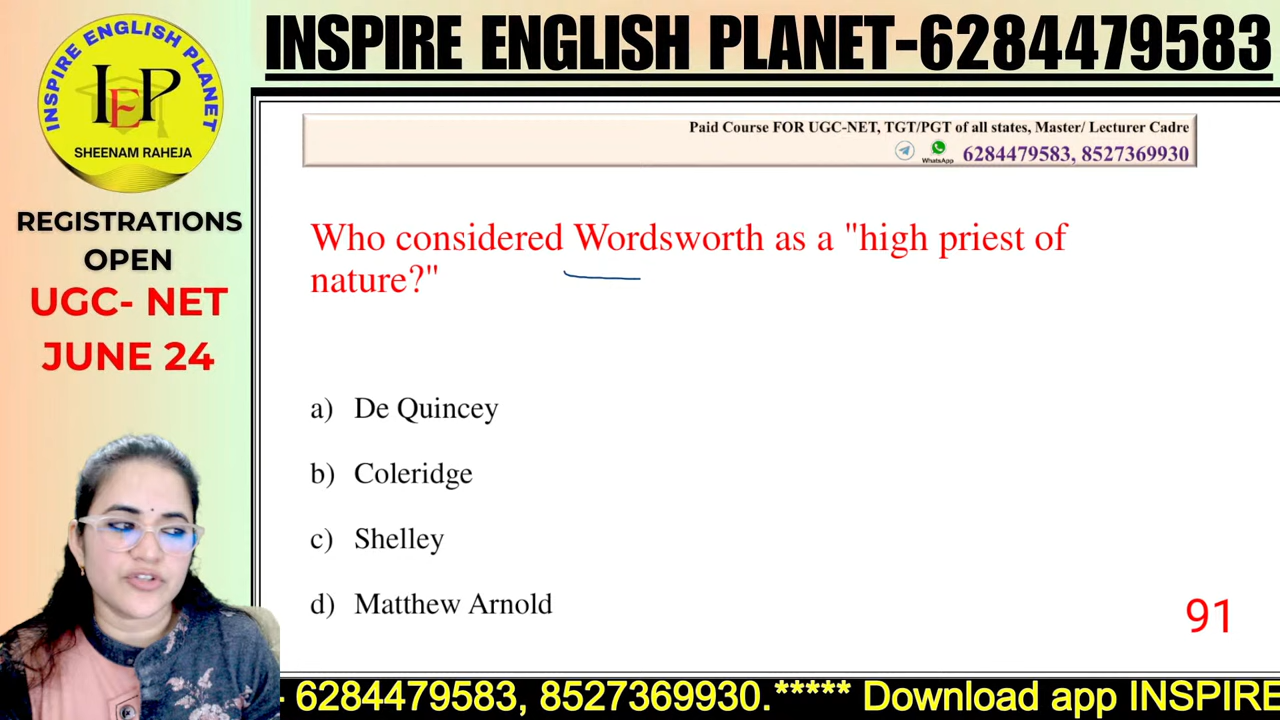 INSPIRE ENGLISH PLANET
IEP
SHEENAM RAHEJA
REGISTRATIONS
OPEN
UGC- NET
JUNE 24
INSPIRE ENGLISH PLANET-6284479583
Paid Course FOR UGC-NET, TGT/PGT of all states, Master/ Lecturer Cadre
WhatsApp 6284479583, 8527369930
Who considered Wordsworth as a "high priest of
nature?"
a) De Quincey
b) Coleridge
c) Shelley
d) Matthew Arnold
91
- 6284479583, 8527369930.***** Download app INSPIRE